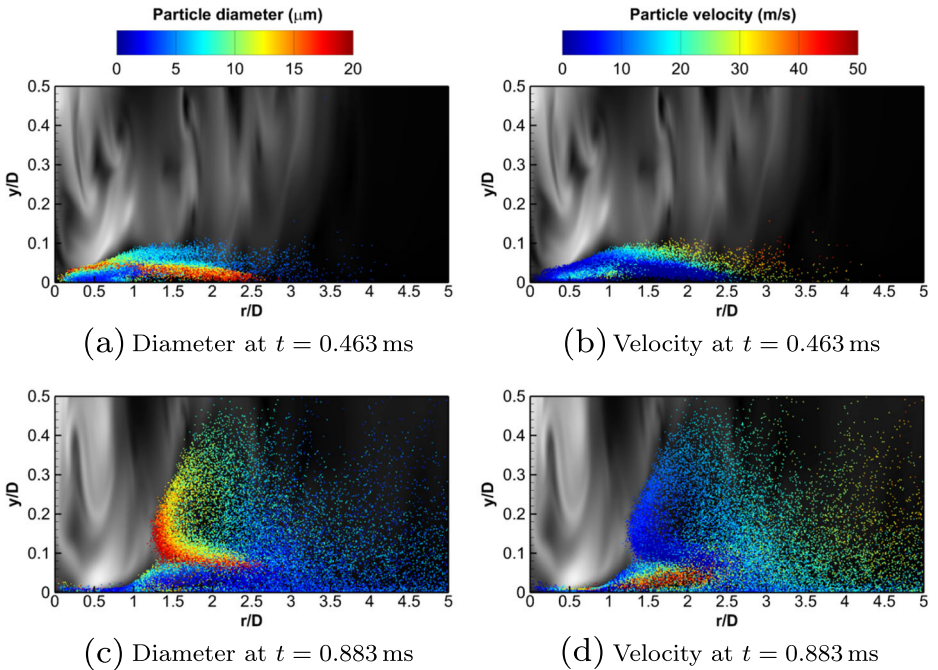 Particle diameter (μm)
0 5 10 15 20
Particle velocity (m/s)
0 10 20 30 40 50
y/D
0.5
0.4
0.3
0.2
0.1
0
0 0.5 1 1.5 2 2.5 3 3.5 4 4.5 5
r/D
(a) Diameter at t = 0.463 ms
y/D
0.5
0.4
0.3
0.2
0.1
0
0 0.5 1 1.5 2 2.5 3 3.5 4 4.5 5
r/D
(b) Velocity at t = 0.463 ms
y/D
0.5
0.4
0.3
0.2
0.1
0
0 0.5 1 1.5 2 2.5 3 3.5 4 4.5 5
r/D
(c) Diameter at t = 0.883 ms
y/D
0.5
0.4
0.3
0.2
0.1
0
0 0.5 1 1.5 2 2.5 3 3.5 4 4.5 5
r/D
(d) Velocity at t = 0.883 ms